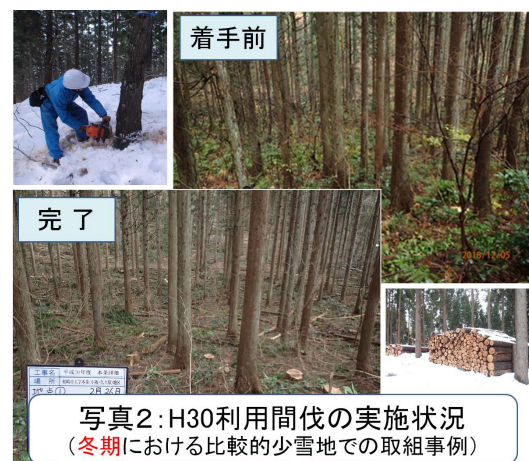 着手前
2018/12/05
完了
工事名 平成30年度
場所
地点① 2月26日
写真2:H30利用間伐の実施状況
(冬期における比較的少雪地での取組事例)